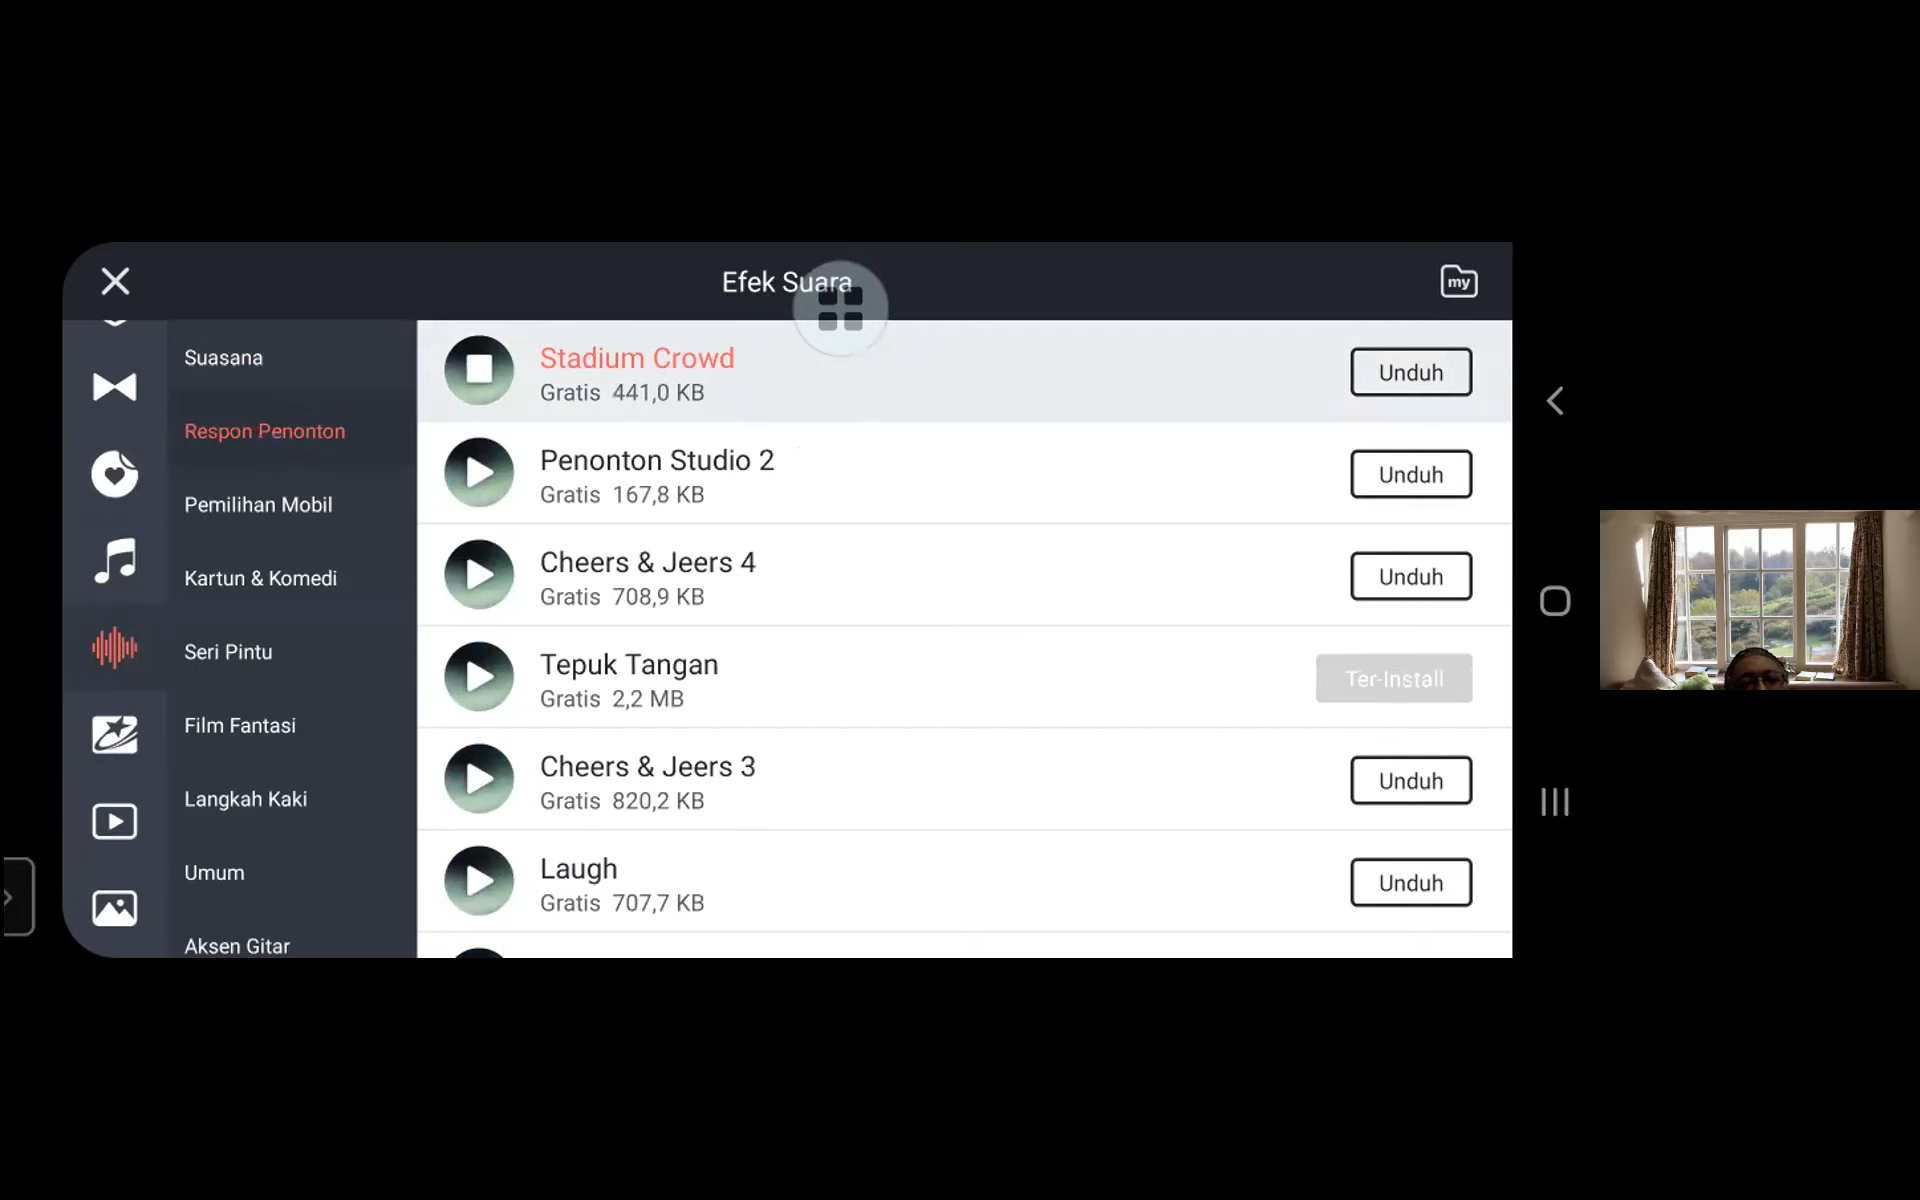 Efek Suara
my
Suasana
Respon Penonton
Pemilihan Mobil
Kartun & Komedi
Seri Pintu
Film Fantasi
Langkah Kaki
Umum
Aksen Gitar
Stadium Crowd
Gratis 441,0 KB
Unduh
Penonton Studio 2
Gratis 167,8 KB
Unduh
Cheers & Jeers 4
Gratis 708,9 KB
Unduh
Tepuk Tangan
Gratis 2,2 MB
Ter-Install
Cheers & Jeers 3
Gratis 820,2 KB
Unduh
Laugh
Gratis 707,7 KB
Unduh